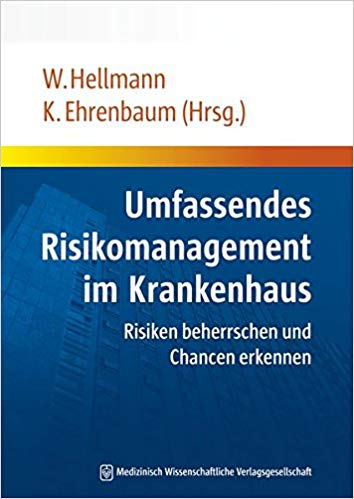 W. Hellmann
K. Ehrenbaum (Hrsg.)
Umfassendes
Risikomanagement
im Krankenhaus
Risiken beherrschen und
Chancen erkennen
Medizinisch Wissenschaftliche Verlagsgesellschaft